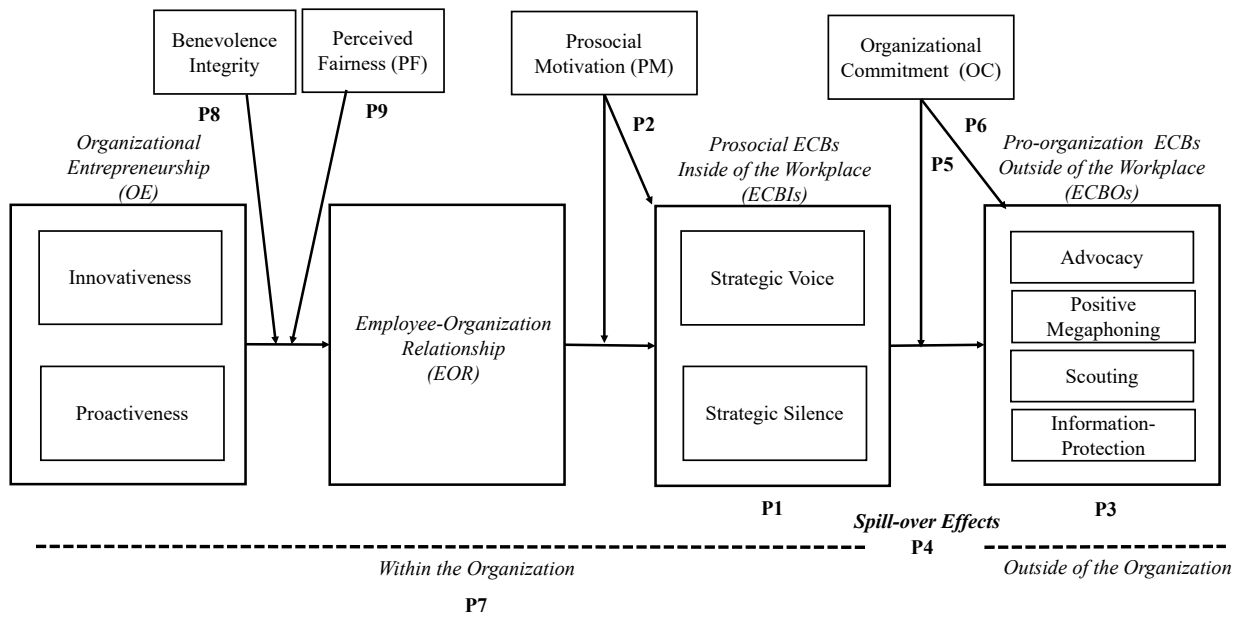 Benevolence
Integrity
Perceived
Fairness (PF)
Prosocial
Motivation (PM)
Organizational
Commitment (OC)
P8
P9
P2
P6
P5
Organizational
Entrepreneurship
(OE)
Prosocial ECBs
Inside of the Workplace
(ECBIs)
Pro-organization ECBs
Outside of the Workplace
(ECBOs)
Innovativeness
Proactiveness
Employee-Organization
Relationship
(EOR)
Strategic Voice
Strategic Silence
Advocacy
Positive
Megaphoning
Scouting
Information-
Protection
P1
P3
Spill-over Effects
P4
Within the Organization
Outside of the Organization
P7